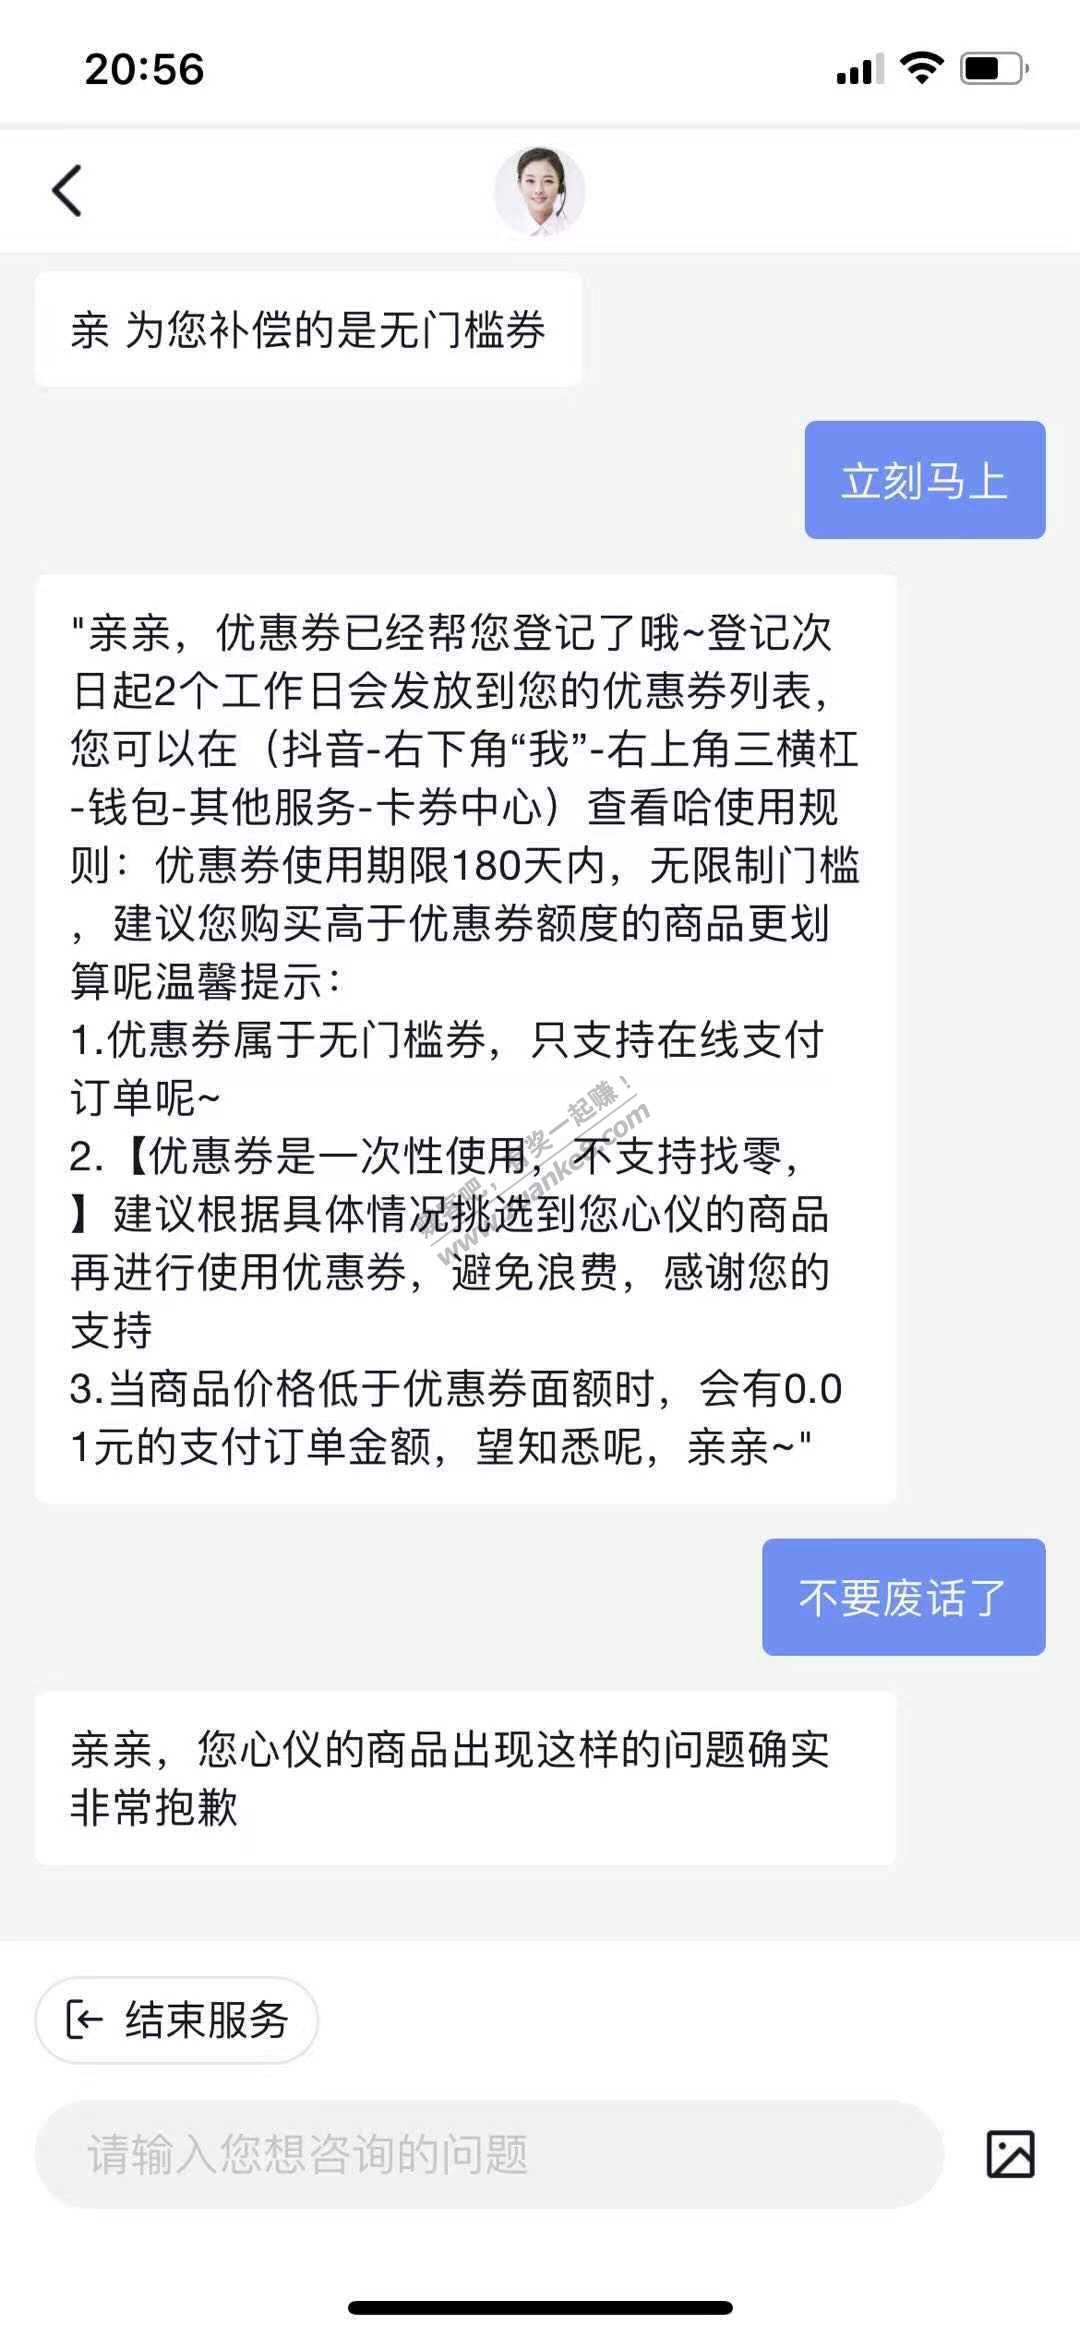 20:56
亲 为您补偿的是无门槛券
立刻马上
"亲亲，优惠券已经帮您登记了哦~登记次
日起2个工作日会发放到您的优惠券列表，
您可以在（抖音-右下角“我”-右上角三横杠
-钱包-其他服务-卡券中心）查看哈使用规
则：优惠券使用期限180天内，无限制门槛
，建议您购买高于优惠券额度的商品更划
算呢温馨提示：
1.优惠券属于无门槛券，只支持在线支付
订单呢~
2.【优惠券是一次性使用，不支持找零，
】建议根据具体情况挑选到您心仪的商品
再进行使用优惠券，避免浪费，感谢您的
支持
3.当商品价格低于优惠券面额时，会有0.0
1元的支付订单金额，望知悉呢，亲亲~"
赚客吧，有奖一起赚！
www.zuanke8.com
不要废话了
亲亲，您心仪的商品出现这样的问题确实
非常抱歉
结束服务
请输入您想咨询的问题